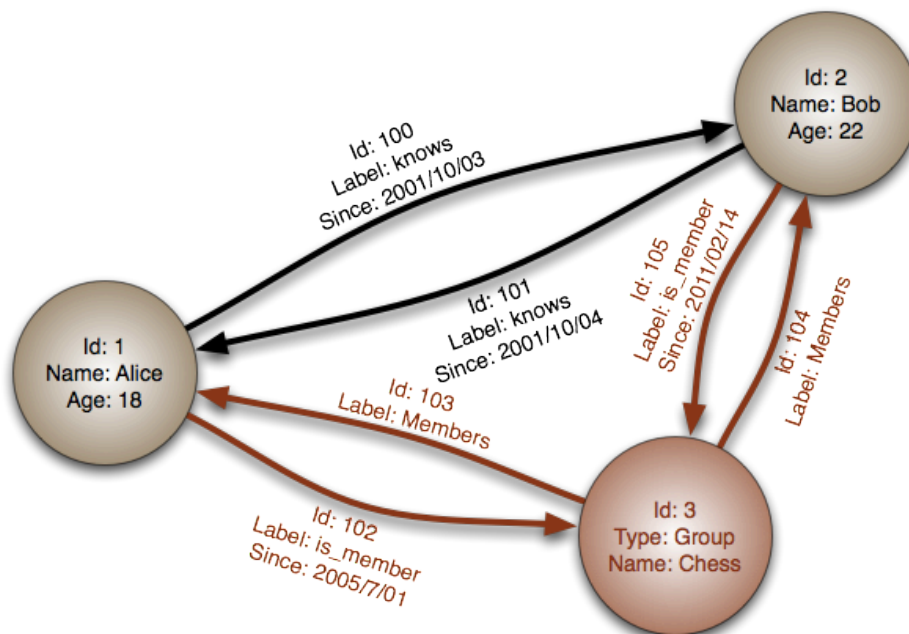 Id: 2
Name: Bob
Age: 22
Id: 100
Label: knows
Since: 2001/10/03
Id: 101
Label: knows
Since: 2001/10/04
Id: 105
Label: is_member
Since: 2011/02/14
Id: 104
Label: Members
Id: 1
Name: Alice
Age: 18
Id: 103
Label: Members
Id: 102
Label: is_member
Since: 2005/7/01
Id: 3
Type: Group
Name: Chess